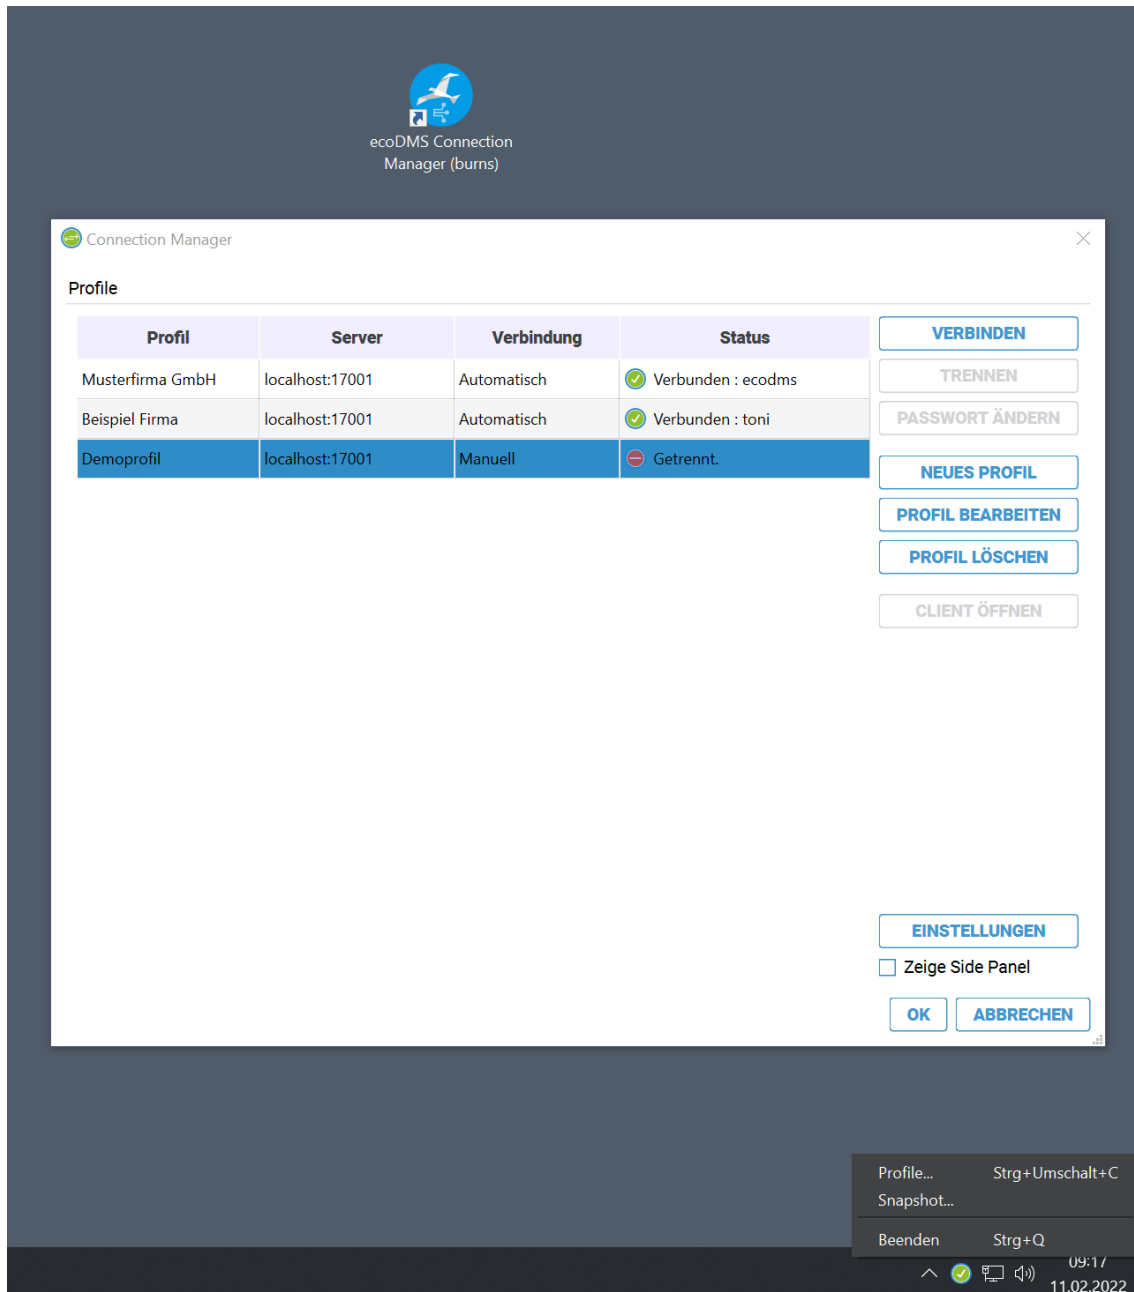 ecoDMS Connection
Manager (burns)
Connection Manager
Profile
Profil Server Verbindung Status
Musterfirma GmbH localhost:17001 Automatisch Verbunden : ecodms
Beispiel Firma localhost:17001 Automatisch Verbunden : toni
Demoprofil localhost:17001 Manuell Getrennt.
VERBINDEN
TRENNEN
PASSWORT ÄNDERN
NEUES PROFIL
PROFIL BEARBEITEN
PROFIL LÖSCHEN
CLIENT ÖFFNEN
EINSTELLUNGEN
Zeige Side Panel
OK ABBRECHEN
Profile... Strg+Umschalt+C
Snapshot...
Beenden Strg+Q
09:17
11.02.2022